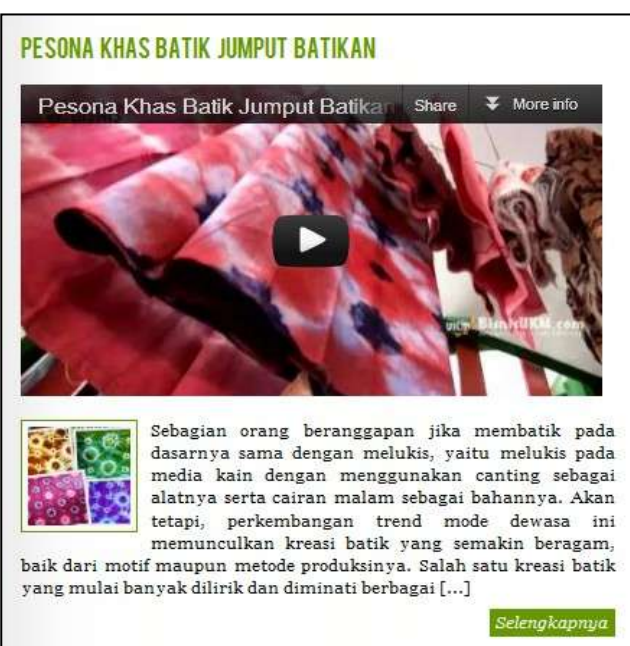 PESONA KHAS BATIK JUMPUT BATIKAN
Pesona Khas Batik Jumput Batikan Share More info
UKM BisnisUKM.com
Sebagian orang beranggapan jika membatik pada
dasarnya sama dengan melukis, yaitu melukis pada
media kain dengan menggunakan canting sebagai
alatnya serta cairan malam sebagai bahannya. Akan
tetapi, perkembangan trend mode dewasa ini
memunculkan kreasi batik yang semakin beragam,
baik dari motif maupun metode produksinya. Salah satu kreasi batik
yang mulai banyak dilirik dan diminati berbagai [...]
Selengkapnya